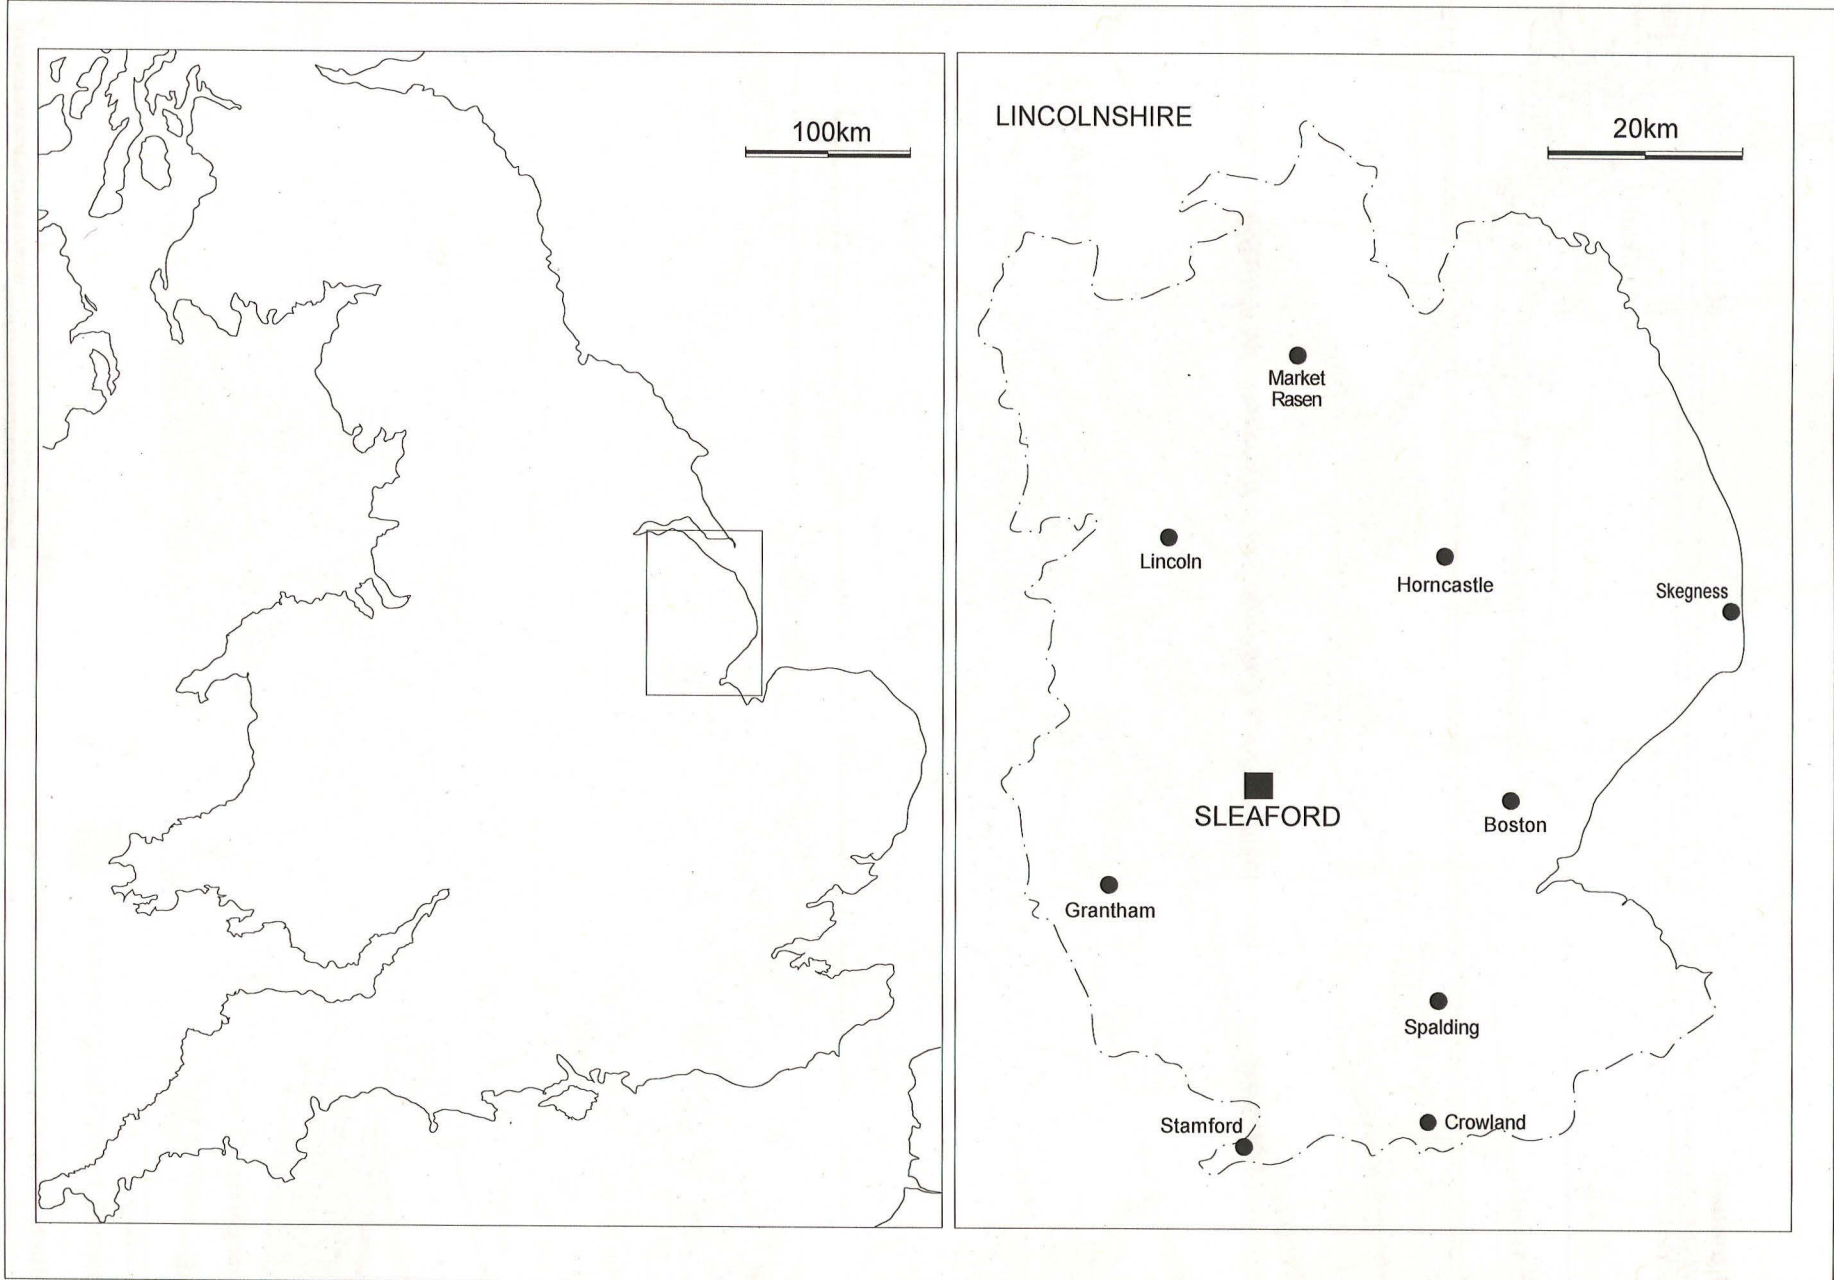 100km
LINCOLNSHIRE
20km
Market
Rasen
Lincoln
Horncastle
Skegness
SLEAFORD
Boston
Grantham
Spalding
Stamford
Crowland